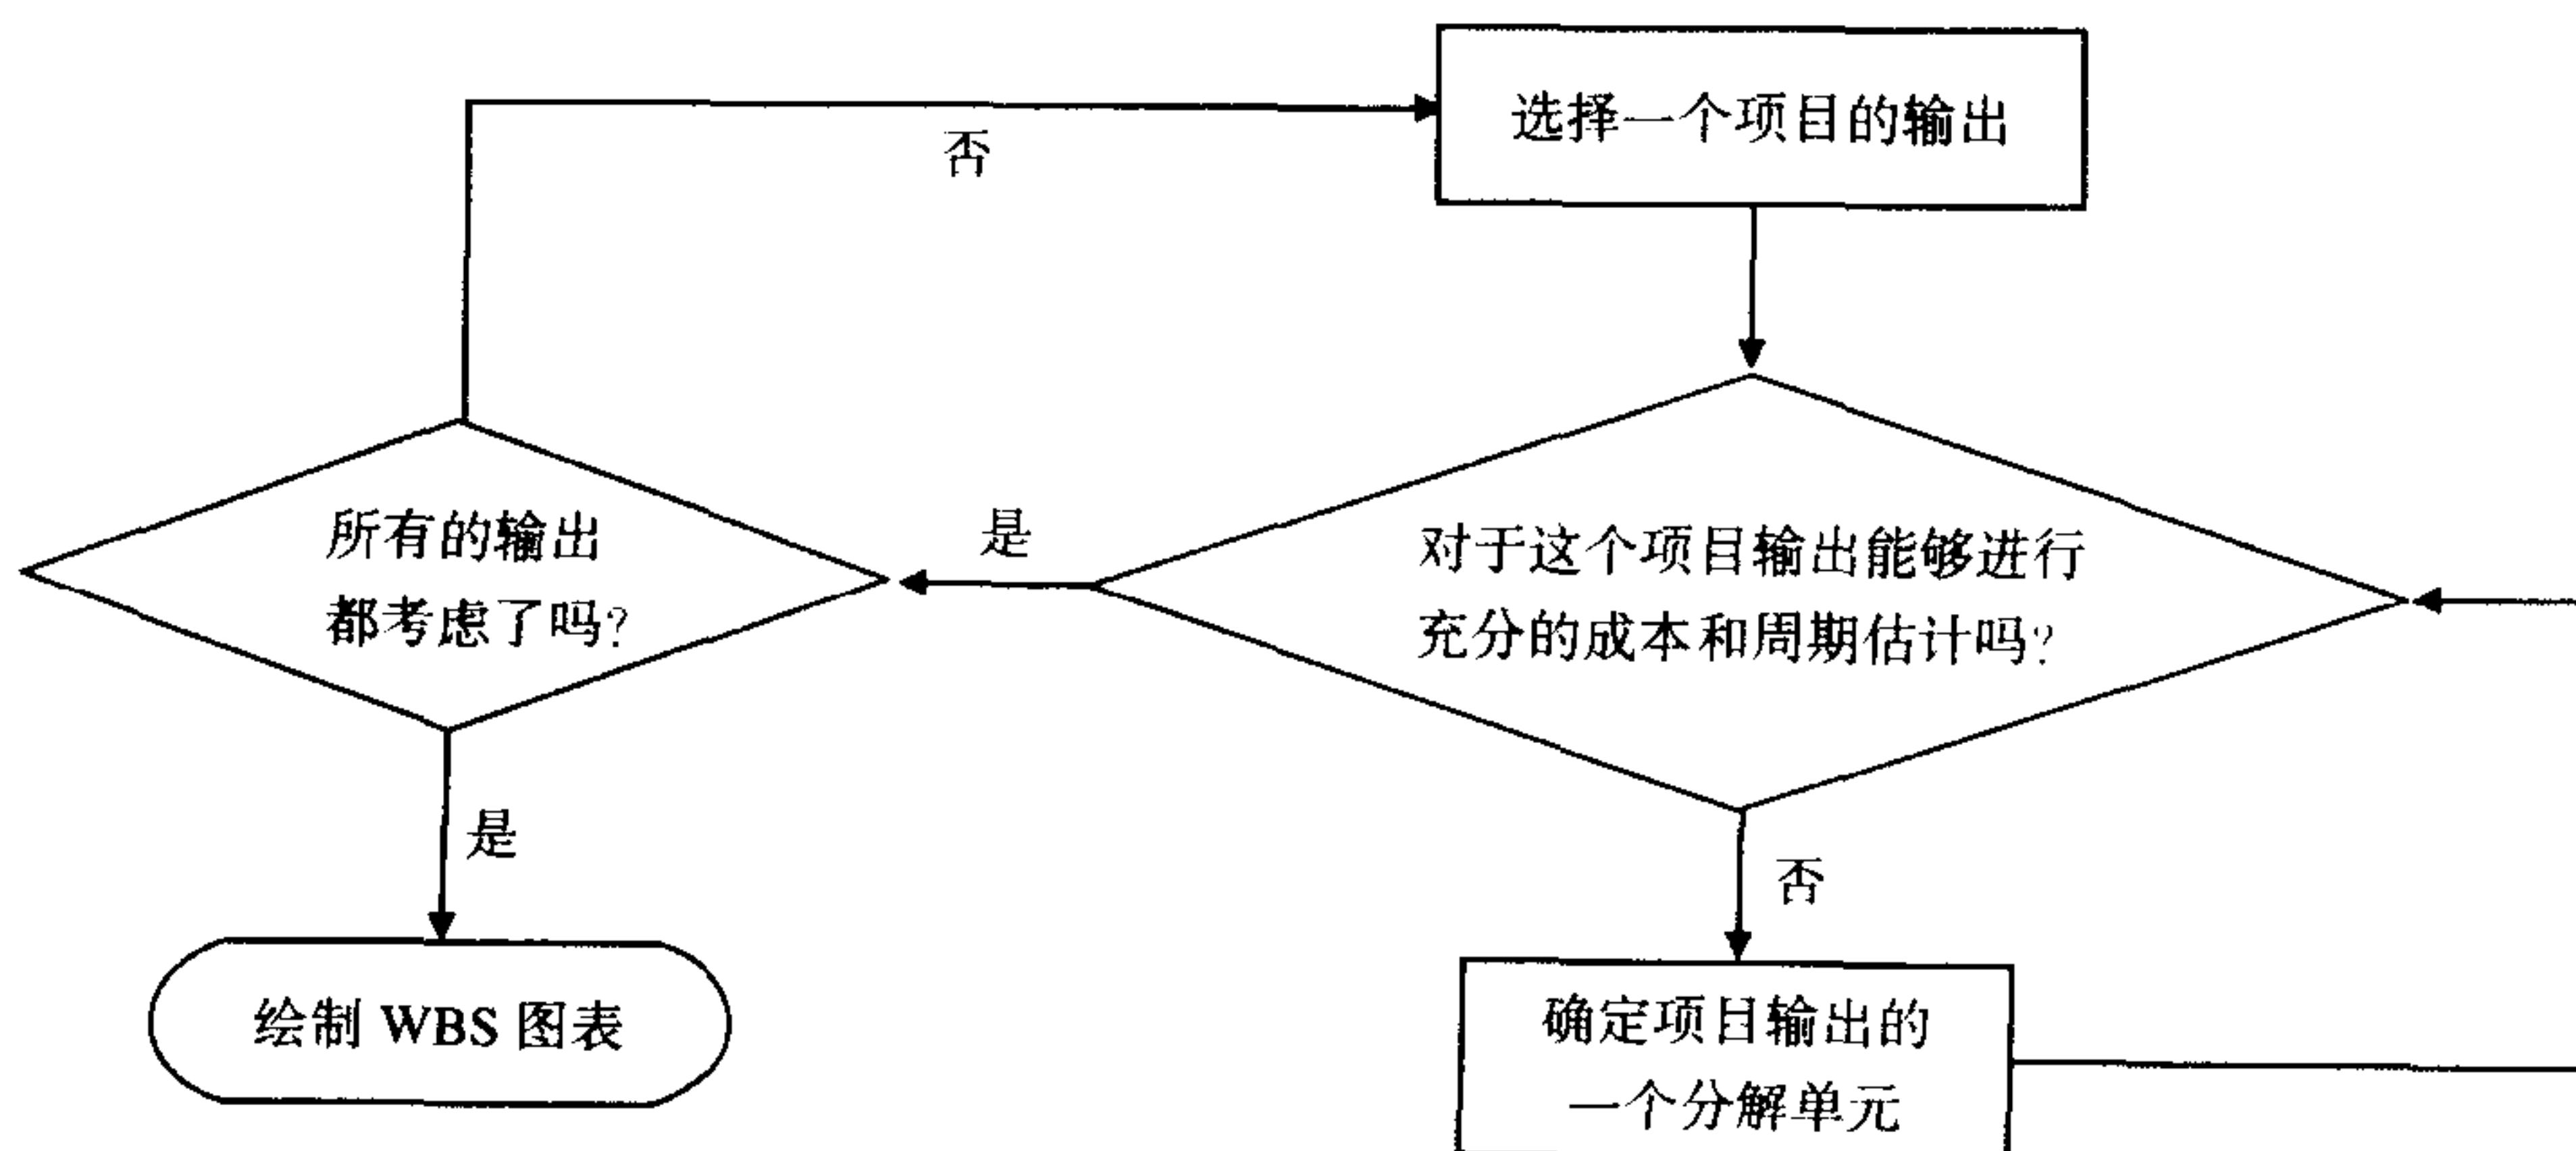 选择一个项目的输出
否
所有的输出
都考虑了吗?
是
对于这个项目输出能够进行
充分的成本和周期估计吗?
是
否
绘制 WBS 图表
确定项目输出的
一个分解单元